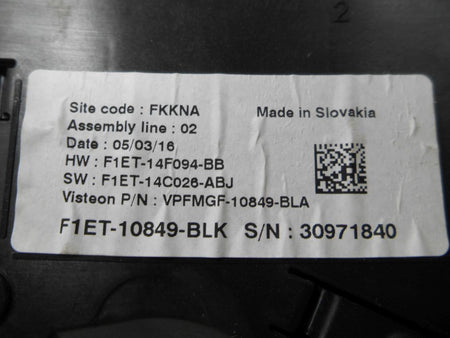 2
Site code : FKKNA
Made in Slovakia
Assembly line : 02
Date : 05/03/16
HW : F1ET-14F094-BB
SW : F1ET-14C026-ABJ
Visteon P/N : VPFMGF-10849-BLA
F1ET-10849-BLK S/N : 30971840